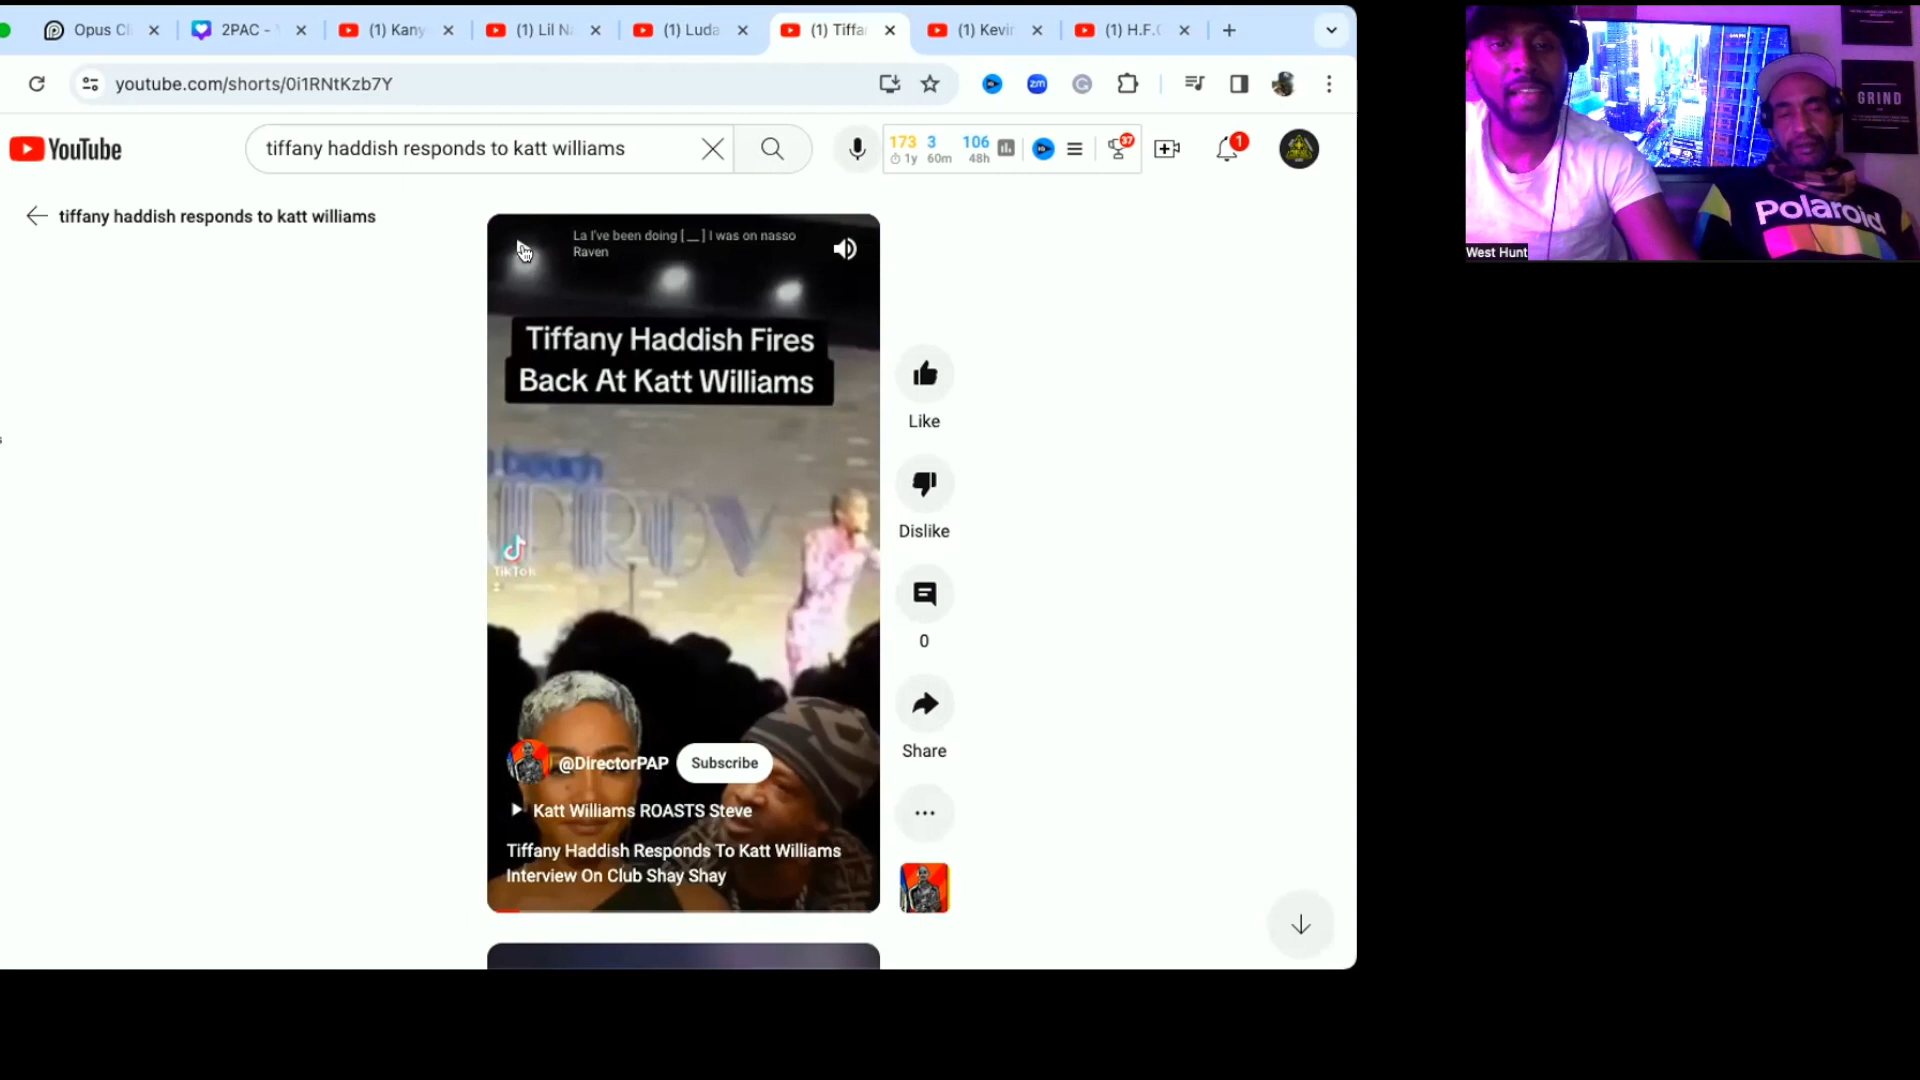 Opus Cl
2PAC -
(1) Kany
(1) Lil N
(1) Luda
(1) Tiffa
(1) Kevir
(1) H.F.
youtube.com/shorts/0i1RNtKzb7Y
zm
YouTube
tiffany haddish responds to katt williams
173 3 106
1y 60m 48h
37
1
tiffany haddish responds to katt williams
La I've been doing [ __ ] I was on nasso
Raven
Tiffany Haddish Fires
Back At Katt Williams
beach
IMPROV
TikTok
@DirectorPAP
Subscribe
Katt Williams ROASTS Steve
Tiffany Haddish Responds To Katt Williams
Interview On Club Shay Shay
Like
Dislike
0
Share
GRIND
Polaroid
West Hunt